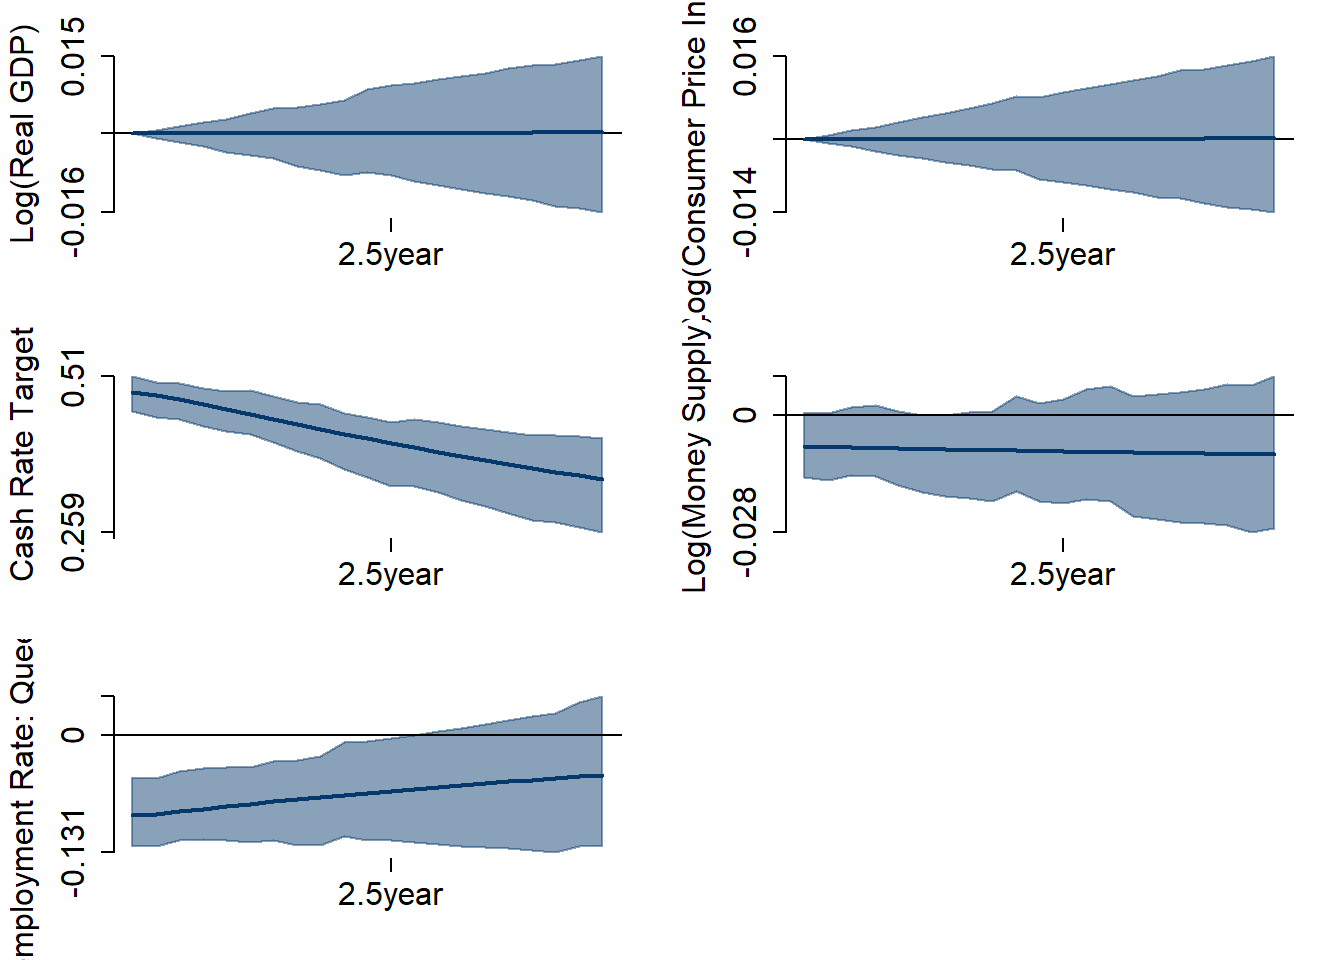 Log(Real GDP)
0.015
-0.016
2.5year
Log(Consumer Price In
0.016
-0.014
2.5year
Cash Rate Target
0.51
0.259
2.5year
Log(Money Supply)
0
-0.028
2.5year
employment Rate: Quee
0
-0.131
2.5year